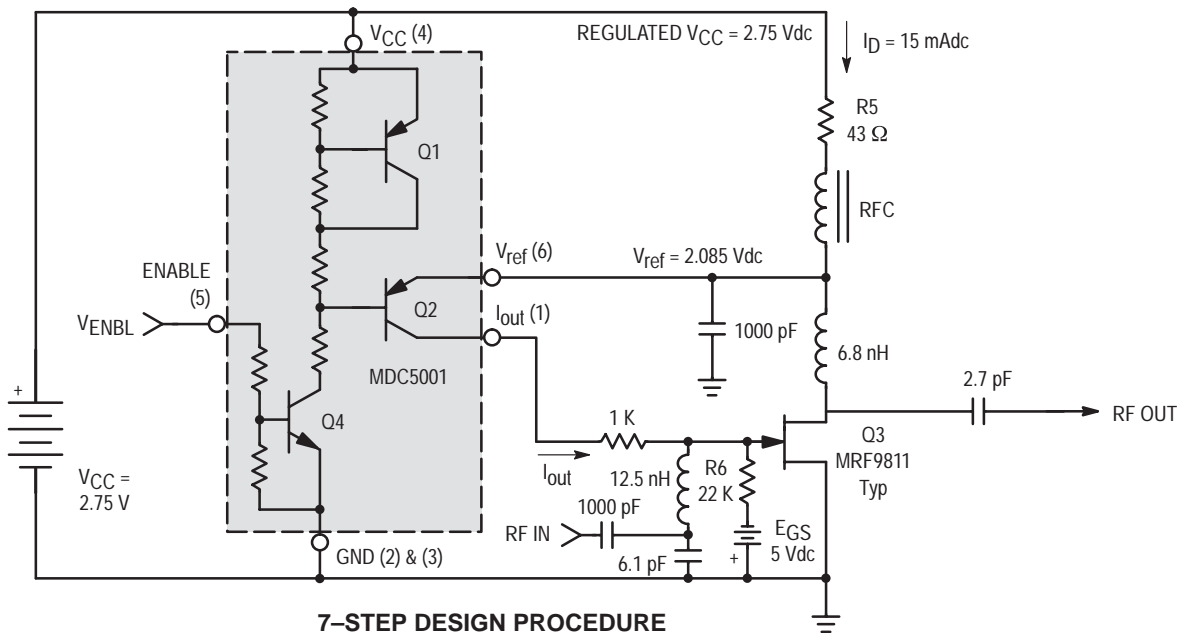 VCC (4)
REGULATED VCC = 2.75 Vdc
ID = 15 mAdc
R5
43 Ω
Q1
RFC
Vref (6)
Vref = 2.085 Vdc
ENABLE
(5)
VENBL
Q2
Iout (1)
1000 pF
6.8 nH
MDC5001
2.7 pF
RF OUT
Q4
1 K
Q3
MRF9811
Typ
Iout
12.5 nH
R6
22 K
+
VCC =
2.75 V
1000 pF
RF IN
EGS
5 Vdc
+
6.1 pF
GND (2) & (3)
7–STEP DESIGN PROCEDURE